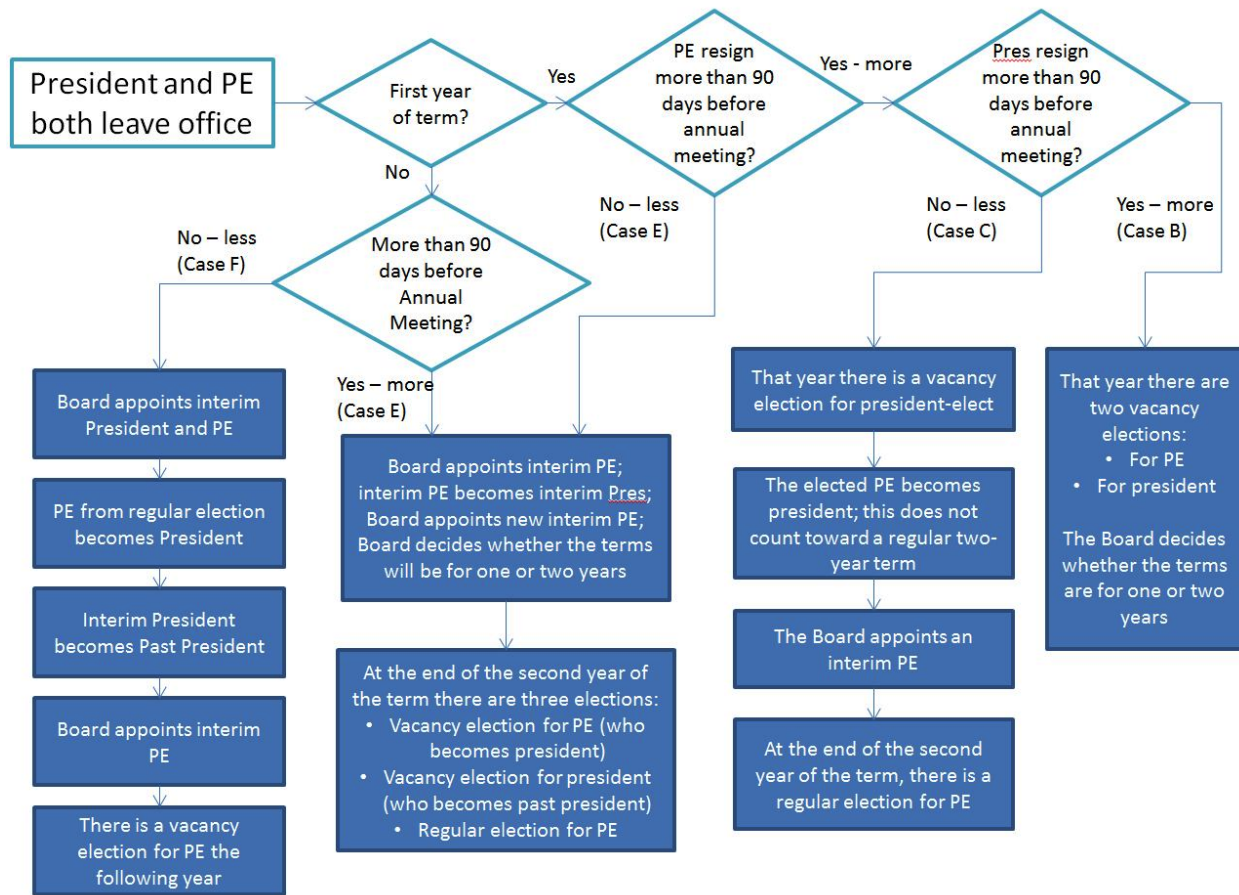 President and PE
both leave office
First year
of term?
Yes
PE resign
more than 90
days before
annual
meeting?
Yes - more
Pres resign
more than 90
days before
annual
meeting?
No
No – less
(Case E)
No – less
(Case C)
Yes – more
(Case B)
No – less
(Case F)
More than 90
days before
Annual
Meeting?
Yes – more
(Case E)
Board appoints interim
President and PE
PE from regular election
becomes President
Interim President
becomes Past President
Board appoints interim
PE
There is a vacancy
election for PE the
following year
Board appoints interim PE;
interim PE becomes interim Pres;
Board appoints new interim PE;
Board decides whether the terms
will be for one or two years
At the end of the second year of
the term there are three elections:
• Vacancy election for PE (who
becomes president)
• Vacancy election for president
(who becomes past president)
• Regular election for PE
That year there is a vacancy
election for president-elect
The elected PE becomes
president; this does not
count toward a regular two-
year term
The Board appoints an
interim PE
At the end of the second
year of the term, there is a
regular election for PE
That year there are
two vacancy
elections:
• For PE
• For president
The Board decides
whether the terms
are for one or two
years